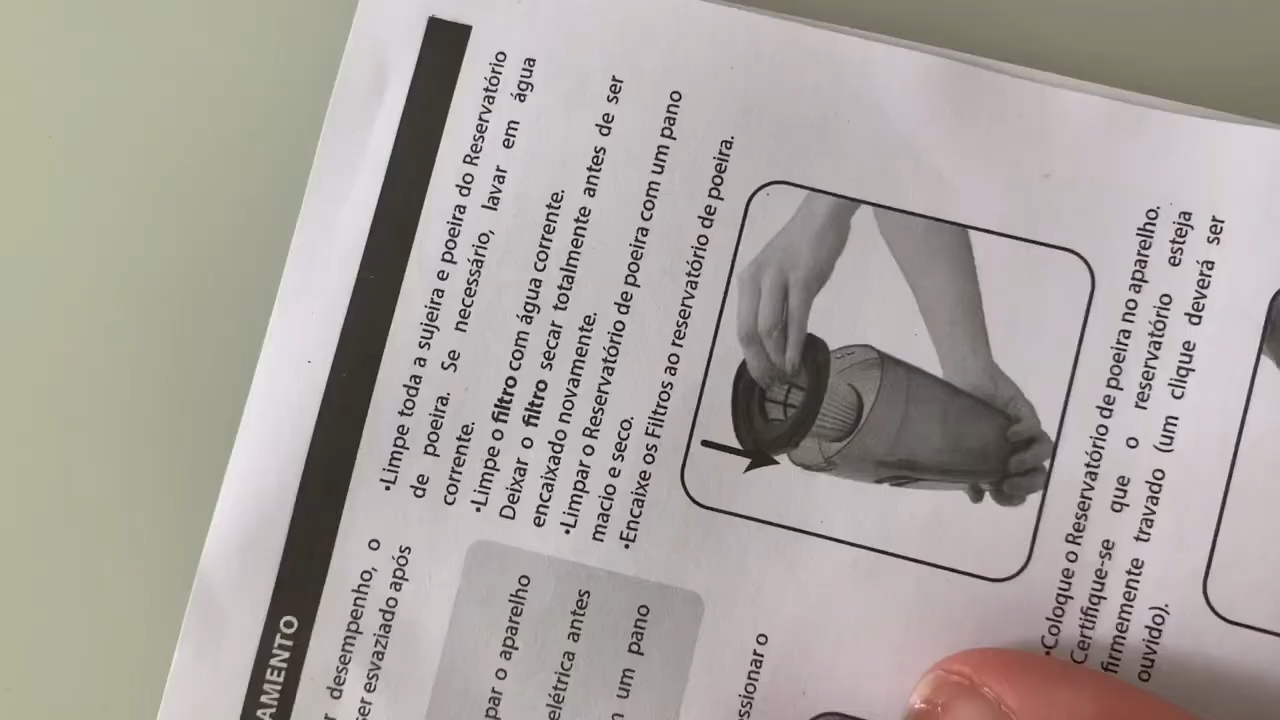 AMENTO
r desempenho, o
ser esvaziado após
par o aparelho
elétrica antes
um pano
ssionar o
•Limpe toda a sujeira e poeira do Reservatório
de poeira. Se necessário, lavar em água
corrente.
•Limpe o filtro com água corrente.
Deixar o filtro secar totalmente antes de ser
encaixado novamente.
•Limpar o Reservatório de poeira com um pano
macio e seco.
•Encaixe os Filtros ao reservatório de poeira.
•Coloque o Reservatório de poeira no aparelho.
Certifique-se que o reservatório esteja
firmemente travado (um clique deverá ser
ouvido).